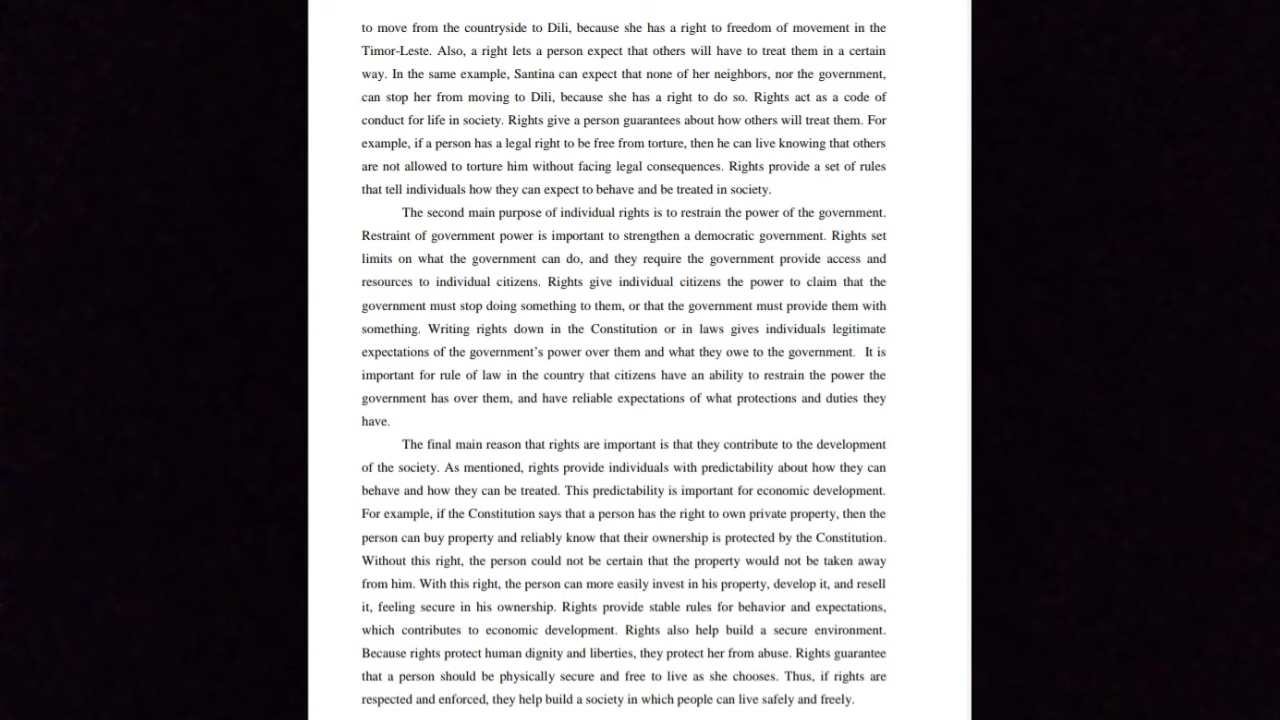 to move from the countryside to Dili, because she has a right to freedom of movement in the
Timor-Leste. Also, a right lets a person expect that others will have to treat them in a certain
way. In the same example, Santina can expect that none of her neighbors, nor the government,
can stop her from moving to Dili, because she has a right to do so. Rights act as a code of
conduct for life in society. Rights give a person guarantees about how others will treat them. For
example, if a person has a legal right to be free from torture, then he can live knowing that others
are not allowed to torture him without facing legal consequences. Rights provide a set of rules
that tell individuals how they can expect to behave and be treated in society.
The second main purpose of individual rights is to restrain the power of the government.
Restraint of government power is important to strengthen a democratic government. Rights set
limits on what the government can do, and they require the government provide access and
resources to individual citizens. Rights give individual citizens the power to claim that the
government must stop doing something to them, or that the government must provide them with
something. Writing rights down in the Constitution or in laws gives individuals legitimate
expectations of the government's power over them and what they owe to the government.  It is
important for rule of law in the country that citizens have an ability to restrain the power the
government has over them, and have reliable expectations of what protections and duties they
have.
The final main reason that rights are important is that they contribute to the development
of the society. As mentioned, rights provide individuals with predictability about how they can
behave and how they can be treated. This predictability is important for economic development.
For example, if the Constitution says that a person has the right to own private property, then the
person can buy property and reliably know that their ownership is protected by the Constitution.
Without this right, the person could not be certain that the property would not be taken away
from him. With this right, the person can more easily invest in his property, develop it, and resell
it, feeling secure in his ownership. Rights provide stable rules for behavior and expectations,
which contributes to economic development. Rights also help build a secure environment.
Because rights protect human dignity and liberties, they protect her from abuse. Rights guarantee
that a person should be physically secure and free to live as she chooses. Thus, if rights are
respected and enforced, they help build a society in which people can live safely and freely.